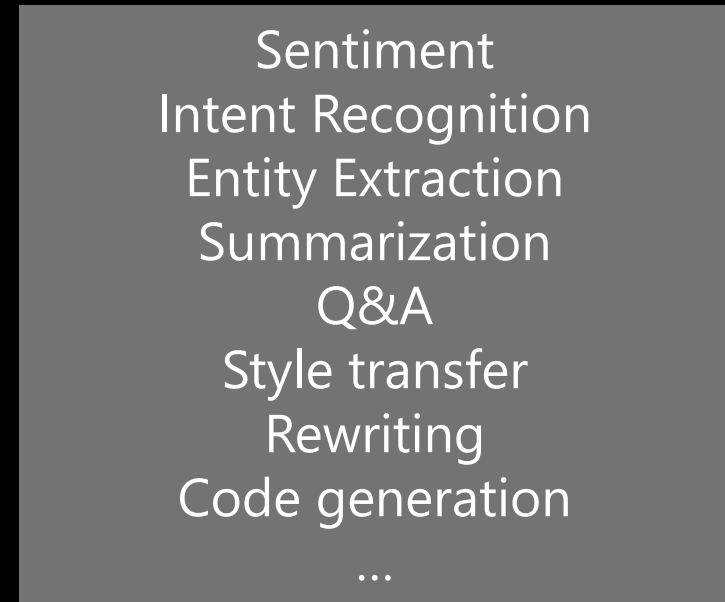 Sentiment
Intent Recognition
Entity Extraction
Summarization
Q&A
Style transfer
Rewriting
Code generation
...